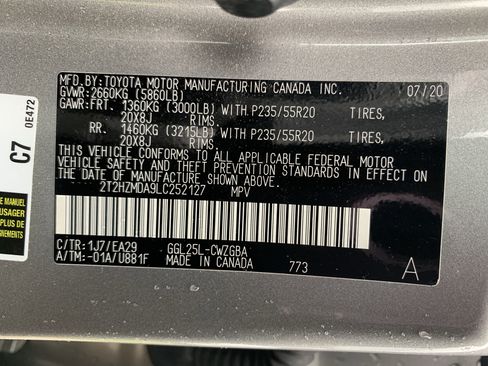 MFD.BY:TOYOTA MOTOR MANUFACTURING CANADA INC. 07/20
GVWR:2660KG (5860LB)
GAWR:FRT. 1360KG (3000LB) WITH P235/55R20 TIRES,
20X8J RIMS.
RR. 1460KG (3215LB) WITH P235/55R20 TIRES,
20X8J RIMS.
THIS VEHICLE CONFORMS TO ALL APPLICABLE FEDERAL MOTOR
VEHICLE SAFETY AND THEFT PREVENTION STANDARDS IN EFFECT
ON THE DATE OF MANUFACTURE SHOWN ABOVE.
2T2HZMDA9LC252127 MPV
C/TR:1J7/EA29 GGL25L-CWZGBA
A/TM:-01A/U881F MADE IN CANADA 773 A
C7 0E472
E MANUEL
USAGER